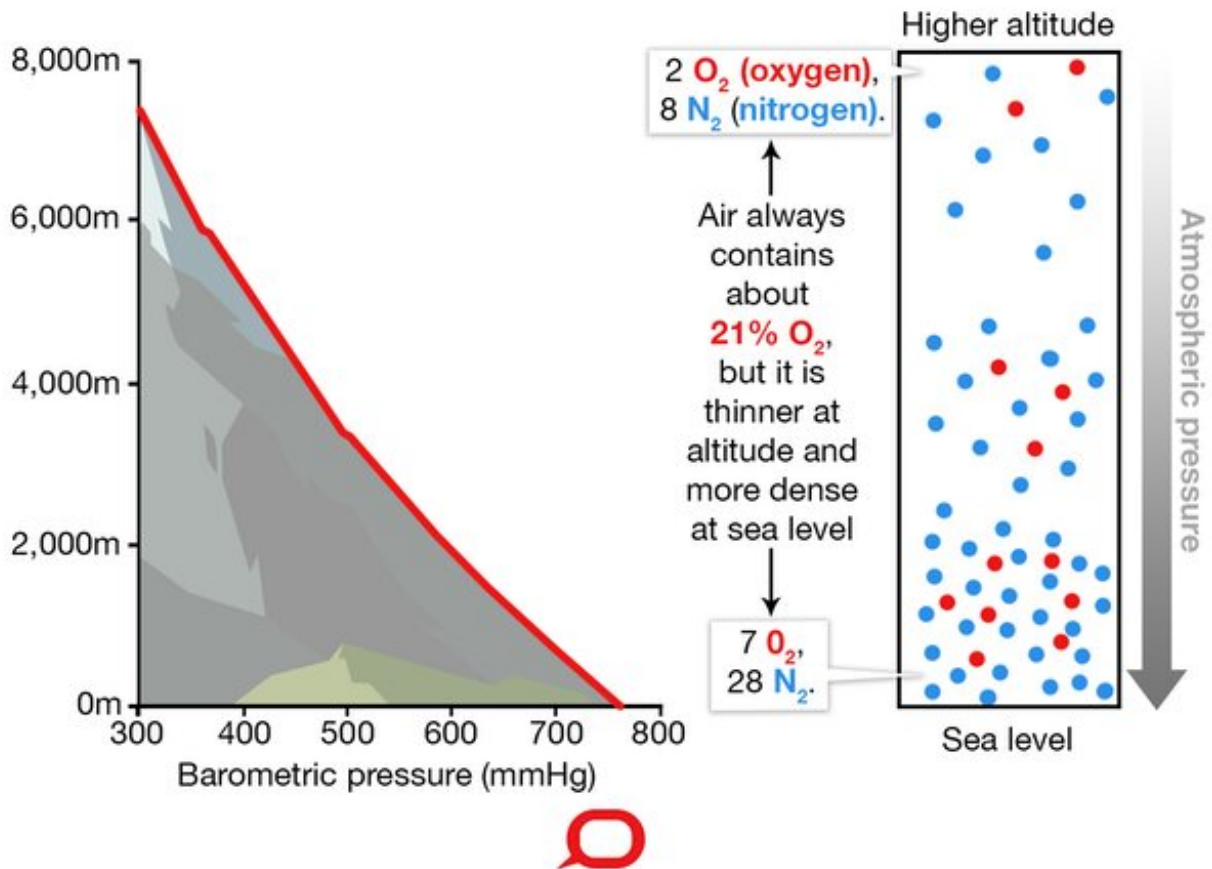 8,000m
6,000m
4,000m
2,000m
0m
300 400 500 600 700 800
Barometric pressure (mmHg)
2 O₂ (oxygen),
8 N₂ (nitrogen).
Air always
contains
about
21% O₂,
but it is
thinner at
altitude and
more dense
at sea level
7 0₂,
28 N₂.
Higher altitude
Sea level
Atmospheric pressure